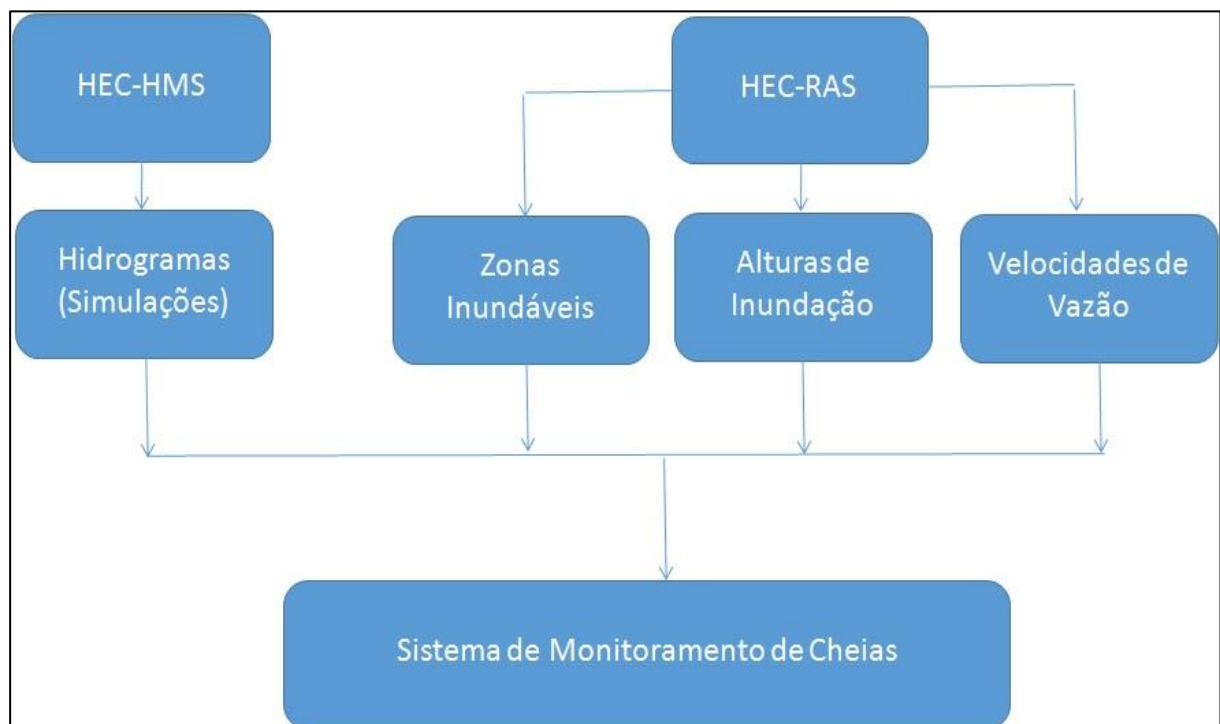 HEC-HMS
HEC-RAS
Hidrogramas
(Simulações)
Zonas
Inundáveis
Alturas de
Inundação
Velocidades de
Vazão
Sistema de Monitoramento de Cheias